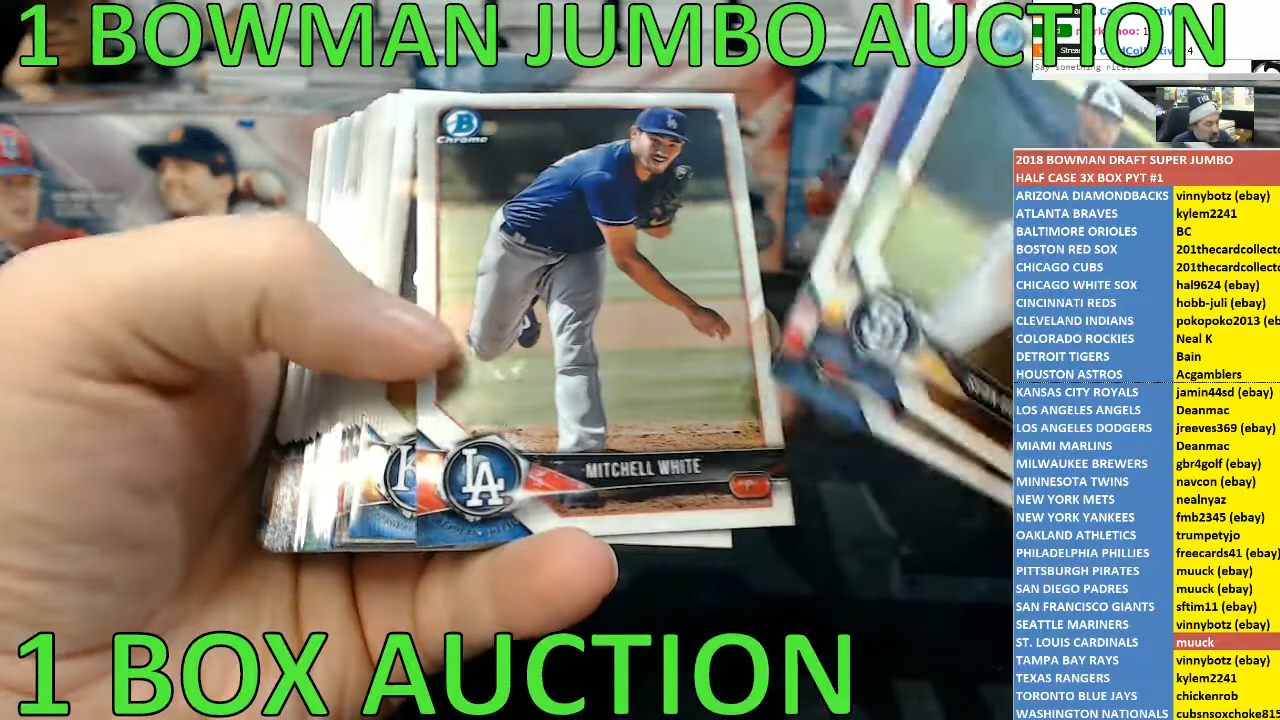 1 BOWMAN JUMBO AUCTION
Say something nice...
B
Chrome
LA
LA
MITCHELL WHITE
P
2018 BOWMAN DRAFT SUPER JUMBO
HALF CASE 3X BOX PYT #1
ARIZONA DIAMONDBACKS vinnybotz (ebay)
ATLANTA BRAVES kylem2241
BALTIMORE ORIOLES BC
BOSTON RED SOX 201thecardcollecto
CHICAGO CUBS 201thecardcollecto
CHICAGO WHITE SOX hal9624 (ebay)
CINCINNATI REDS hobb-juli (ebay)
CLEVELAND INDIANS pokopoko2013 (eb
COLORADO ROCKIES Neal K
DETROIT TIGERS Bain
HOUSTON ASTROS Acgamblers
KANSAS CITY ROYALS jamin44sd (ebay)
LOS ANGELES ANGELS Deanmac
LOS ANGELES DODGERS jreeves369 (ebay)
MIAMI MARLINS Deanmac
MILWAUKEE BREWERS gbr4golf (ebay)
MINNESOTA TWINS navcon (ebay)
NEW YORK METS nealnyaz
NEW YORK YANKEES fmb2345 (ebay)
OAKLAND ATHLETICS trumpetyjo
PHILADELPHIA PHILLIES freecards41 (ebay)
PITTSBURGH PIRATES muuck (ebay)
SAN DIEGO PADRES muuck (ebay)
SAN FRANCISCO GIANTS sftim11 (ebay)
SEATTLE MARINERS vinnybotz (ebay)
ST. LOUIS CARDINALS muuck
TAMPA BAY RAYS vinnybotz (ebay)
TEXAS RANGERS kylem2241
TORONTO BLUE JAYS chickenrob
WASHINGTON NATIONALS cubsnsoxchoke815
1 BOX AUCTION